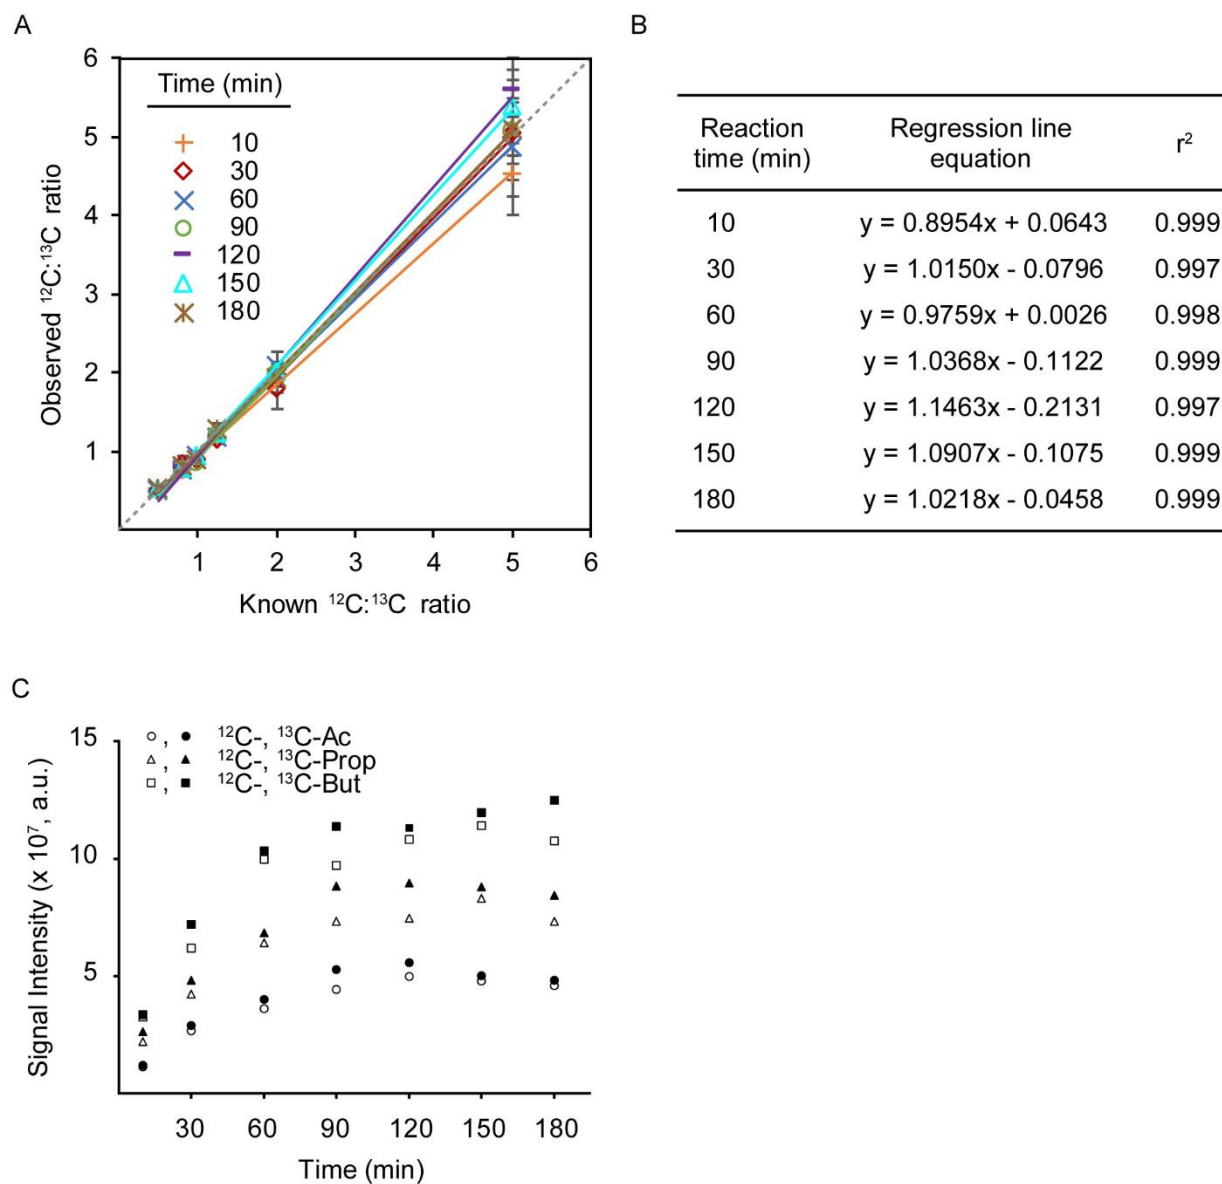 A
6
5
4
3
2
1
Observed ¹²C:¹³C ratio
Time (min)
10
30
60
90
120
150
180
1 2 3 4 5 6
Known ¹²C:¹³C ratio
B
Reaction time (min) Regression line equation r²
10 y = 0.8954x + 0.0643 0.999
30 y = 1.0150x - 0.0796 0.997
60 y = 0.9759x + 0.0026 0.998
90 y = 1.0368x - 0.1122 0.999
120 y = 1.1463x - 0.2131 0.997
150 y = 1.0907x - 0.1075 0.999
180 y = 1.0218x - 0.0458 0.999
C
15
10
5
Signal Intensity (x 10⁷, a.u.)
, ¹²C-, ¹³C-Ac
, ¹²C-, ¹³C-Prop
, ¹²C-, ¹³C-But
30 60 90 120 150 180
Time (min)